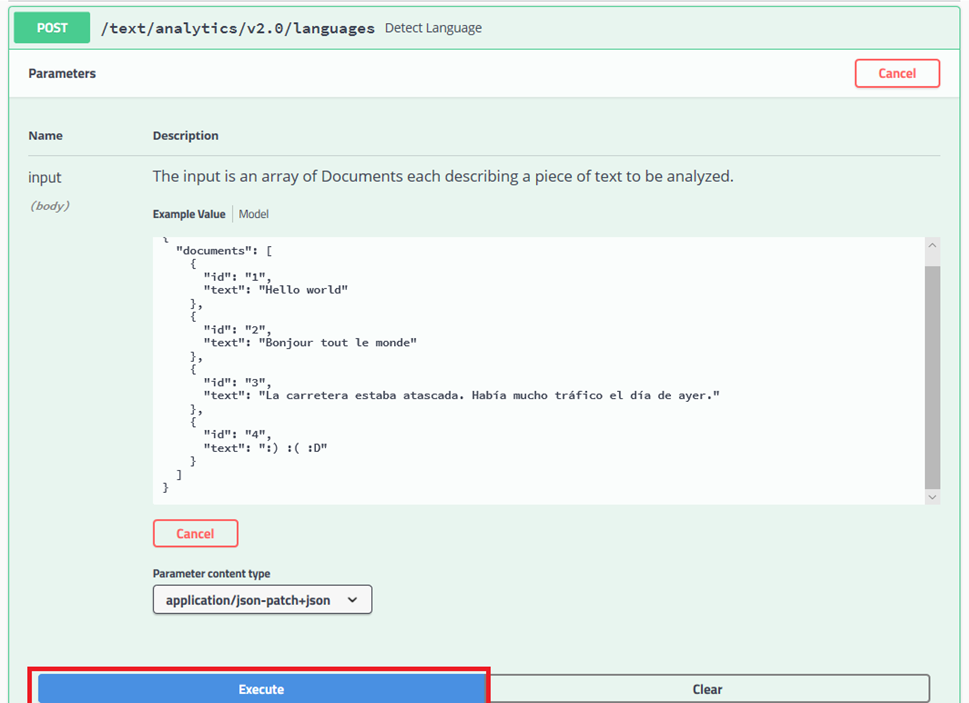 POST /text/analytics/v2.0/languages Detect Language
Parameters Cancel
Name Description
input The input is an array of Documents each describing a piece of text to be analyzed.
(body)
Example Value Model
{
"documents": [
{
"id": "1",
"text": "Hello world"
},
{
"id": "2",
"text": "Bonjour tout le monde"
},
{
"id": "3",
"text": "La carretera estaba atascada. Había mucho tráfico el día de ayer."
},
{
"id": "4",
"text": ":) :( :D"
}
]
}
Cancel
Parameter content type
application/json-patch+json
Execute Clear